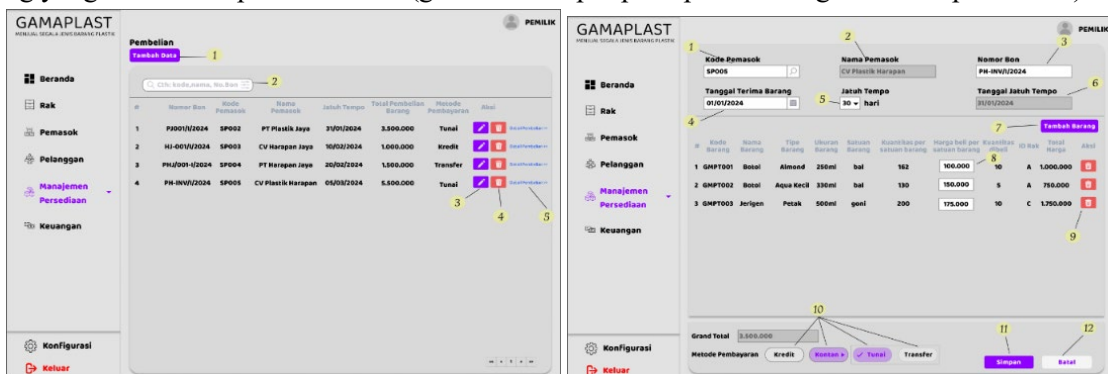 GAMAPLAST
MENJUAL SEGALA JENIS BARANG PLASTIK
PEMILIK
Pembelian
Tambah Data
1
Beranda
Rak
Pemasok
Pelanggan
Manajemen
Persediaan
Keuangan
Konfigurasi
Keluar
Cth: kode,nama, No.Bon
2
# Nomor Bon Kode Pemasok Nama Pemasok Jatuh Tempo Total Pembelian Barang Metode Pembayaran Aksi
1 PJ001/I/2024 SP002 PT Plastik Jaya 31/01/2024 3.500.000 Tunai
2 HJ-001/I/2024 SP003 CV Harapan Jaya 10/02/2024 1.000.000 Kredit
3 PHJ/001-I/2024 SP004 PT Harapan Jaya 20/02/2024 1.500.000 Transfer
4 PH-INV/I/2024 SP005 CV Plastik Harapan 05/03/2024 5.500.000 Tunai
3
4
5
GAMAPLAST
MENJUAL SEGALA JENIS BARANG PLASTIK
PEMILIK
Beranda
Rak
Pemasok
Pelanggan
Manajemen
Persediaan
Keuangan
Konfigurasi
Keluar
1
2
3
Kode Pemasok Nama Pemasok Nomor Bon
SP005 CV Plastik Harapan PH-INV/I/2024
Tanggal Terima Barang Jatuh Tempo Tanggal Jatuh Tempo
01/01/2024 30 hari 31/01/2024
4
5
6
7
Tambah Barang
# Kode Barang Nama Barang Tipe Barang Ukuran Barang Satuan Barang Kuantitas per satuan barang Harga beli per satuan barang Kuantitas dibeli ID Rak Total Harga Aksi
1 GMPT001 Botol Almond 250ml bal 162 100.000 10 A 1.000.000
2 GMPT002 Botol Aqua Kecil 330ml bal 130 150.000 5 A 750.000
3 GMPT003 Jerigen Petak 500ml goni 200 175.000 10 C 1.750.000
8
9
10
Grand Total 3.500.000
Metode Pembayaran Kredit Kontan Tunai Transfer
11
12
Simpan Batal